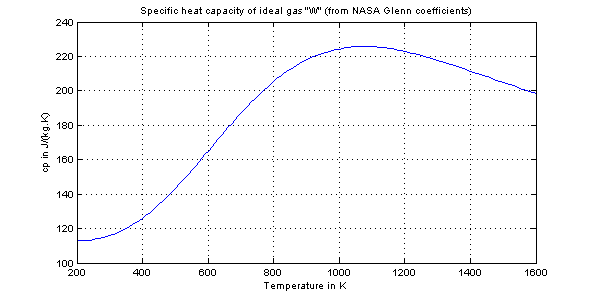 Specific heat capacity of ideal gas "W" (from NASA Glenn coefficients)
240
220
200
180
160
140
120
100
cp in J/(kg.K)
200 400 600 800 1000 1200 1400 1600
Temperature in K